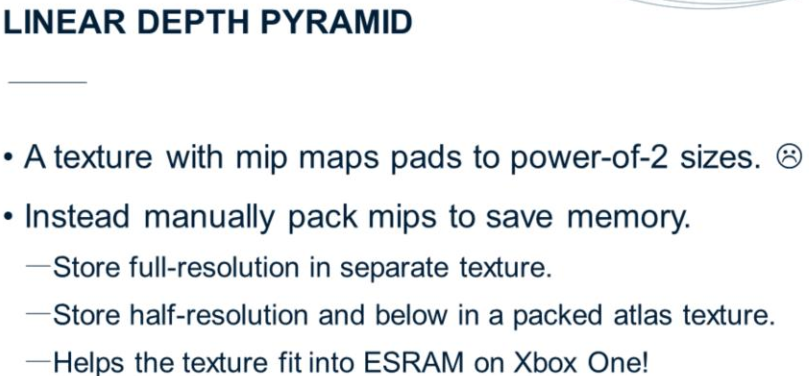 LINEAR DEPTH PYRAMID
• A texture with mip maps pads to power-of-2 sizes. ☹
• Instead manually pack mips to save memory.
—Store full-resolution in separate texture.
—Store half-resolution and below in a packed atlas texture.
—Helps the texture fit into ESRAM on Xbox One!